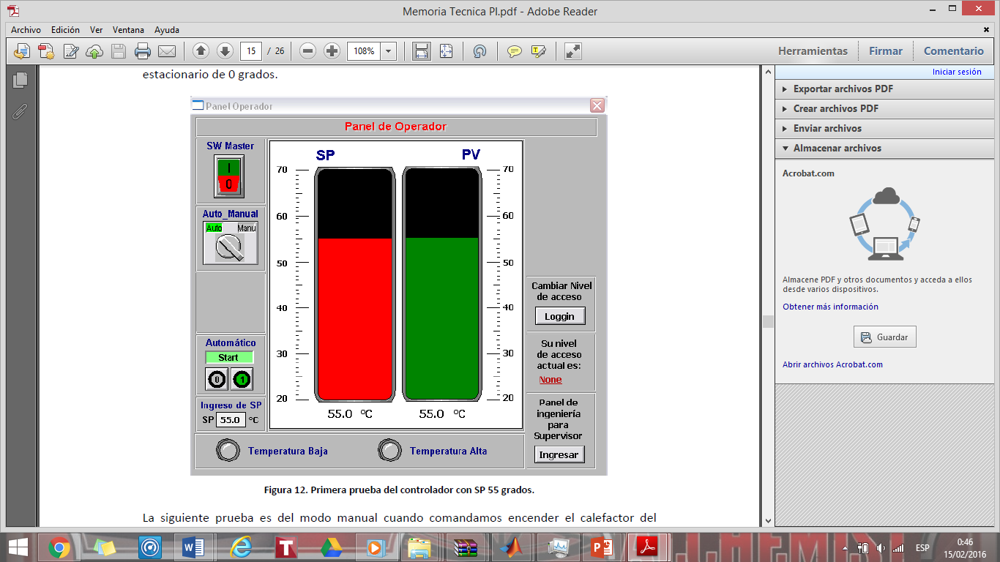 Memoria Tecnica PI.pdf - Adobe Reader
Archivo Edición Ver Ventana Ayuda
15 / 26 108% Herramientas Firmar Comentario
Iniciar sesión
Exportar archivos PDF
Crear archivos PDF
Enviar archivos
Almacenar archivos
Acrobat.com
Almacene PDF y otros documentos y acceda a ellos
desde varios dispositivos.
Obtener más información
Guardar
Abrir archivos Acrobat.com
estacionario de 0 grados.
Panel Operador
Panel de Operador
SW Master
I
0
Auto_Manual
Auto Manu
Automático
Start
0 1
Ingreso de SP
SP 55.0 °C
SP PV
70 70
60 60
50 50
40 40
30 30
20 20
55.0 °C 55.0 °C
Cambiar Nivel
de acceso
Loggin
Su nivel
de acceso
actual es:
None
Panel de
ingeniería
para
Supervisor
Ingresar
Temperatura Baja Temperatura Alta
Figura 12. Primera prueba del controlador con SP 55 grados.
La siguiente prueba es del modo manual cuando comandamos encender el calefactor del
ESP
0:46
15/02/2016